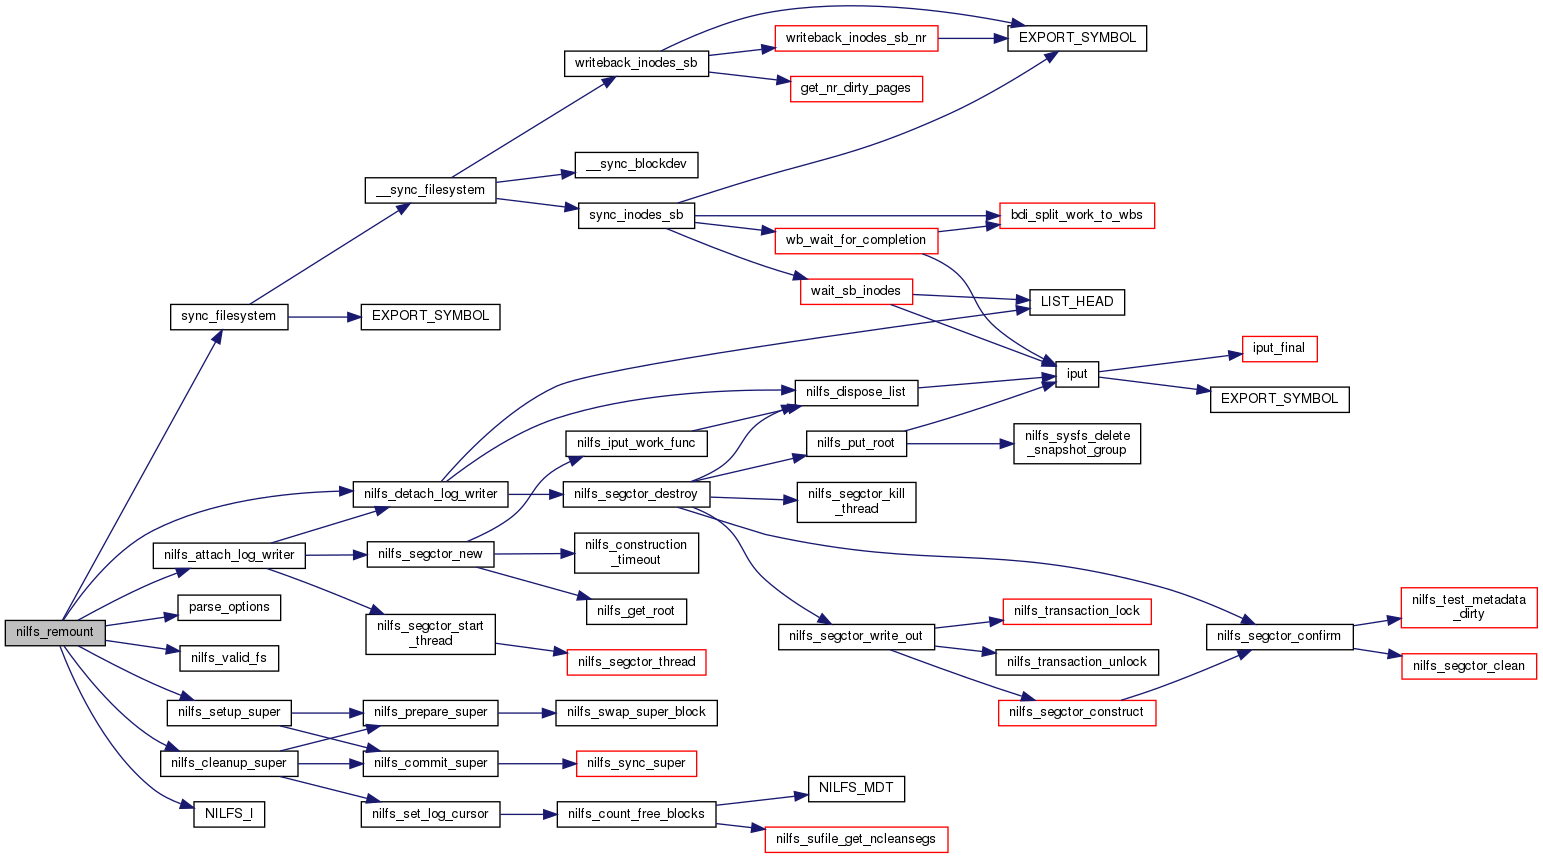 writeback_inodes_sb_nr
EXPORT_SYMBOL
writeback_inodes_sb
get_nr_dirty_pages
__sync_blockdev
__sync_filesystem
sync_inodes_sb
bdi_split_work_to_wbs
wb_wait_for_completion
wait_sb_inodes
LIST_HEAD
sync_filesystem
EXPORT_SYMBOL
iput_final
iput
nilfs_dispose_list
EXPORT_SYMBOL
nilfs_iput_work_func
nilfs_put_root
nilfs_sysfs_delete
_snapshot_group
nilfs_detach_log_writer
nilfs_segctor_destroy
nilfs_segctor_kill
_thread
nilfs_attach_log_writer
nilfs_segctor_new
nilfs_construction
_timeout
parse_options
nilfs_get_root
nilfs_transaction_lock
nilfs_test_metadata
_dirty
nilfs_remount
nilfs_segctor_start
_thread
nilfs_segctor_write_out
nilfs_segctor_confirm
nilfs_valid_fs
nilfs_segctor_thread
nilfs_transaction_unlock
nilfs_segctor_clean
nilfs_setup_super
nilfs_prepare_super
nilfs_swap_super_block
nilfs_segctor_construct
nilfs_cleanup_super
nilfs_commit_super
nilfs_sync_super
NILFS_MDT
NILFS_I
nilfs_set_log_cursor
nilfs_count_free_blocks
nilfs_sufile_get_ncleansegs